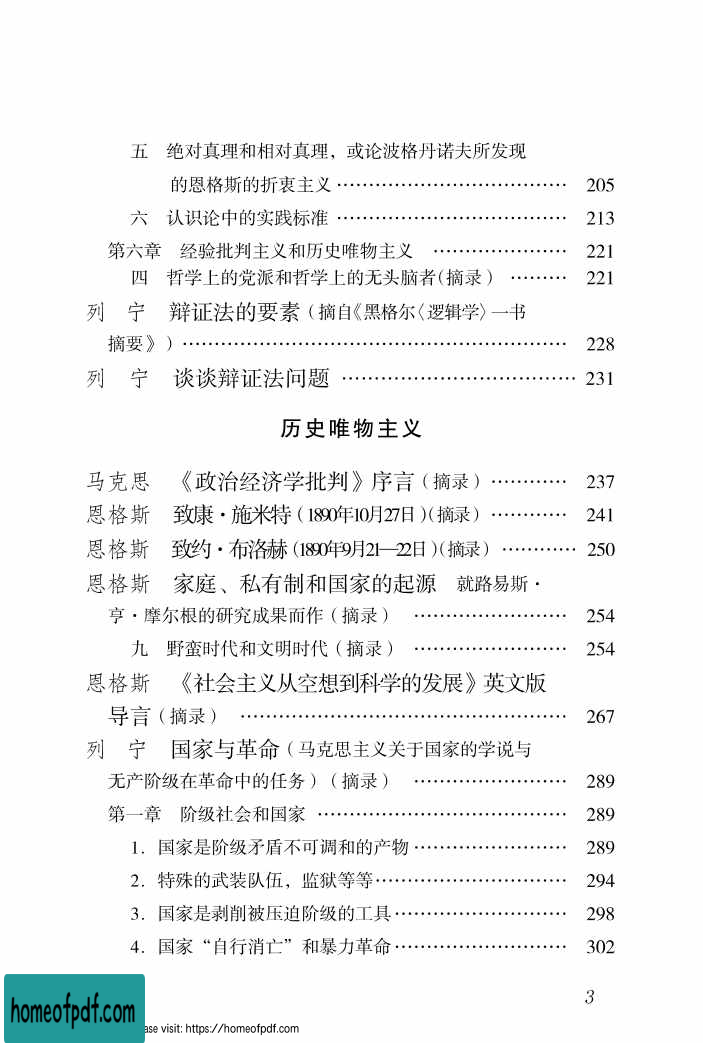 五 绝对真理和相对真理，或论波格丹诺夫所发现
的恩格斯的折衷主义 ………………………………… 205
六 认识论中的实践标准 ………………………………… 213
第六章 经验批判主义和历史唯物主义 ………………… 221
四 哲学上的党派和哲学上的无头脑者(摘录) ……… 221
列 宁 辩证法的要素(摘自《黑格尔〈逻辑学〉一书
摘要》) …………………………………………………… 228
列 宁 谈谈辩证法问题 ……………………………… 231
历史唯物主义
马克思 《政治经济学批判》序言(摘录) ………… 237
恩格斯 致康·施米特(1890年10月27日)(摘录) ………… 241
恩格斯 致约·布洛赫(1890年9月21—22日)(摘录) ………… 250
恩格斯 家庭、私有制和国家的起源 就路易斯·
亨·摩尔根的研究成果而作(摘录) …………………… 254
九 野蛮时代和文明时代(摘录) …………………… 254
恩格斯 《社会主义从空想到科学的发展》英文版
导言(摘录) …………………………………………… 267
列 宁 国家与革命(马克思主义关于国家的学说与
无产阶级在革命中的任务)(摘录) …………………… 289
第一章 阶级社会和国家 ………………………………… 289
1. 国家是阶级矛盾不可调和的产物 …………………… 289
2. 特殊的武装队伍，监狱等等 ………………………… 294
3. 国家是剥削被压迫阶级的工具 ……………………… 298
4. 国家“自行消亡”和暴力革命 ……………………… 302
3
homeofpdf.com
ase visit: https://homeofpdf.com